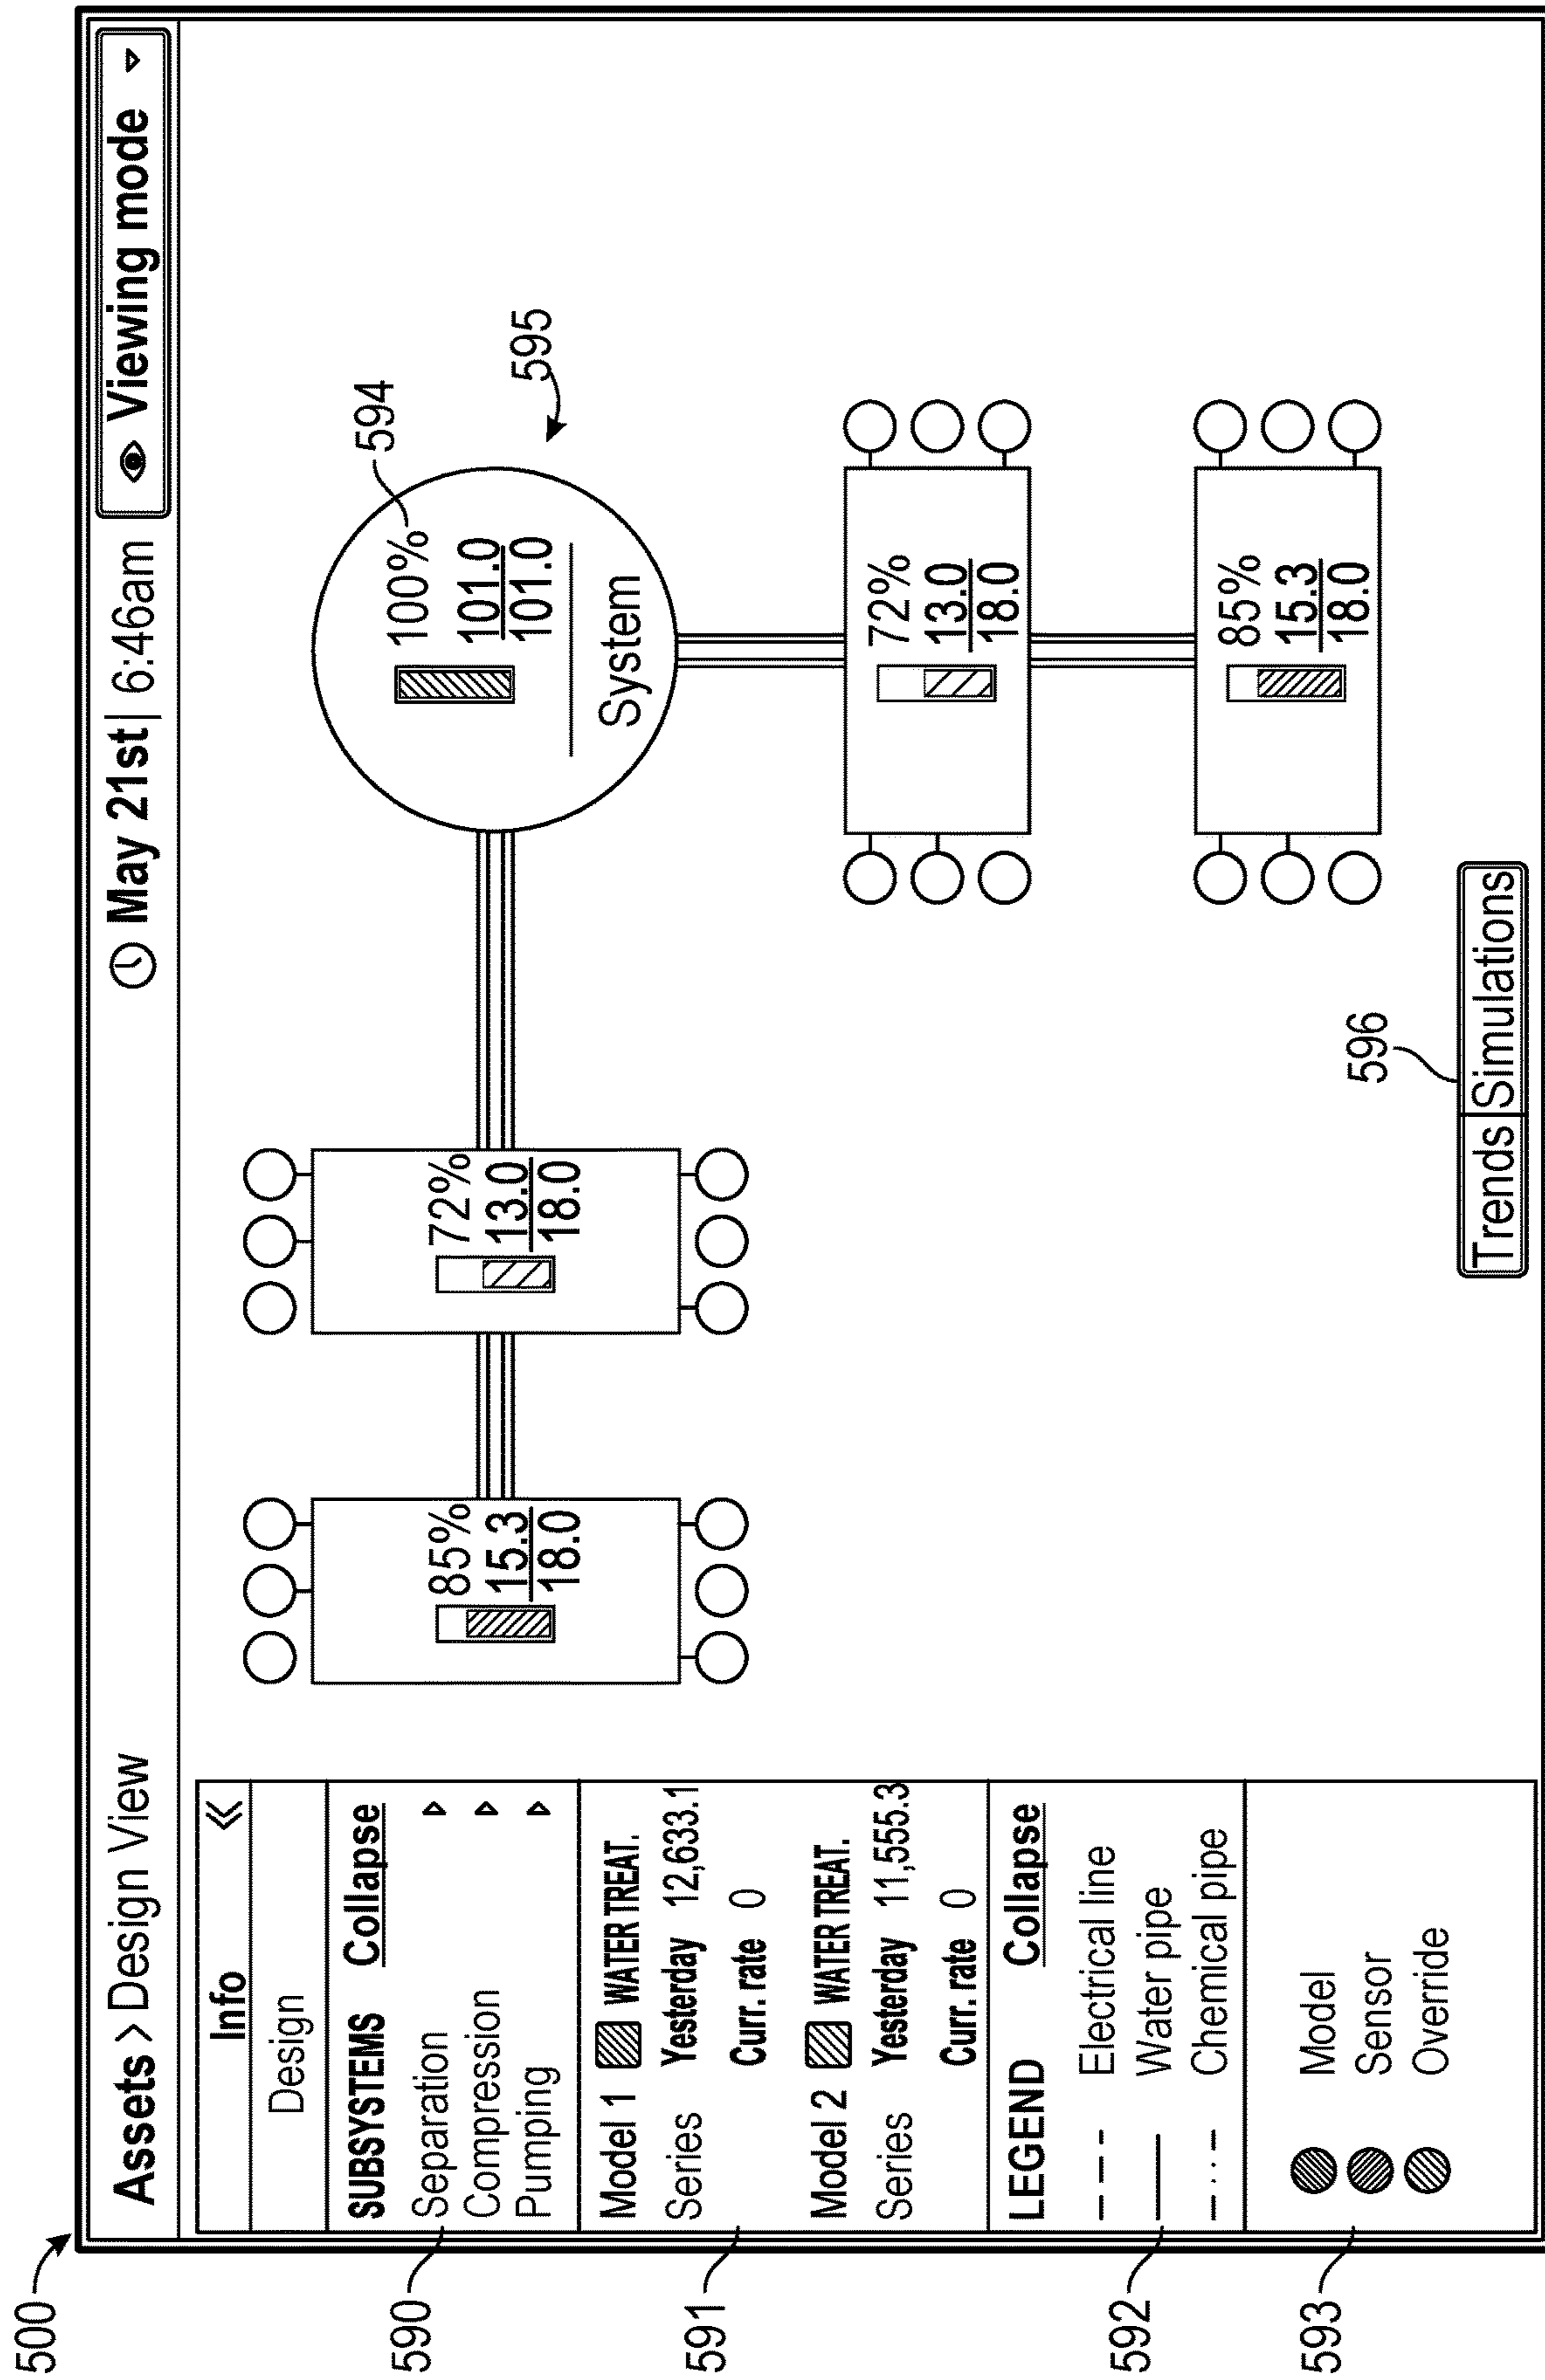 500
Assets > Design View
May 21st | 6:46am
Viewing mode
Info
Design
590
SUBSYSTEMS Collapse
Separation
Compression
Pumping
591
Model 1 WATER TREAT.
Series Yesterday 12,633.1
Curr. rate 0
Model 2 WATER TREAT.
Series Yesterday 11,555.3
Curr. rate 0
592
LEGEND Collapse
Electrical line
Water pipe
Chemical pipe
593
Model
Sensor
Override
85%
15.3
18.0
72%
13.0
18.0
594
100%
101.0
101.0
System
595
72%
13.0
18.0
85%
15.3
18.0
596
Trends Simulations